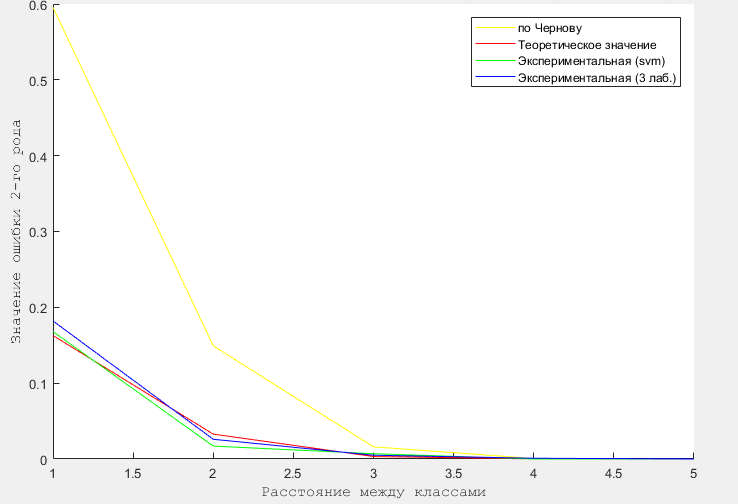 0.6
0.5
0.4
0.3
0.2
0.1
0
Значение ошибки 2-го рода
по Чернову
Теоретическое значение
Экспериментальная (svm)
Экспериментальная (3 лаб.)
1 1.5 2 2.5 3 3.5 4 4.5 5
Расстояние между классами